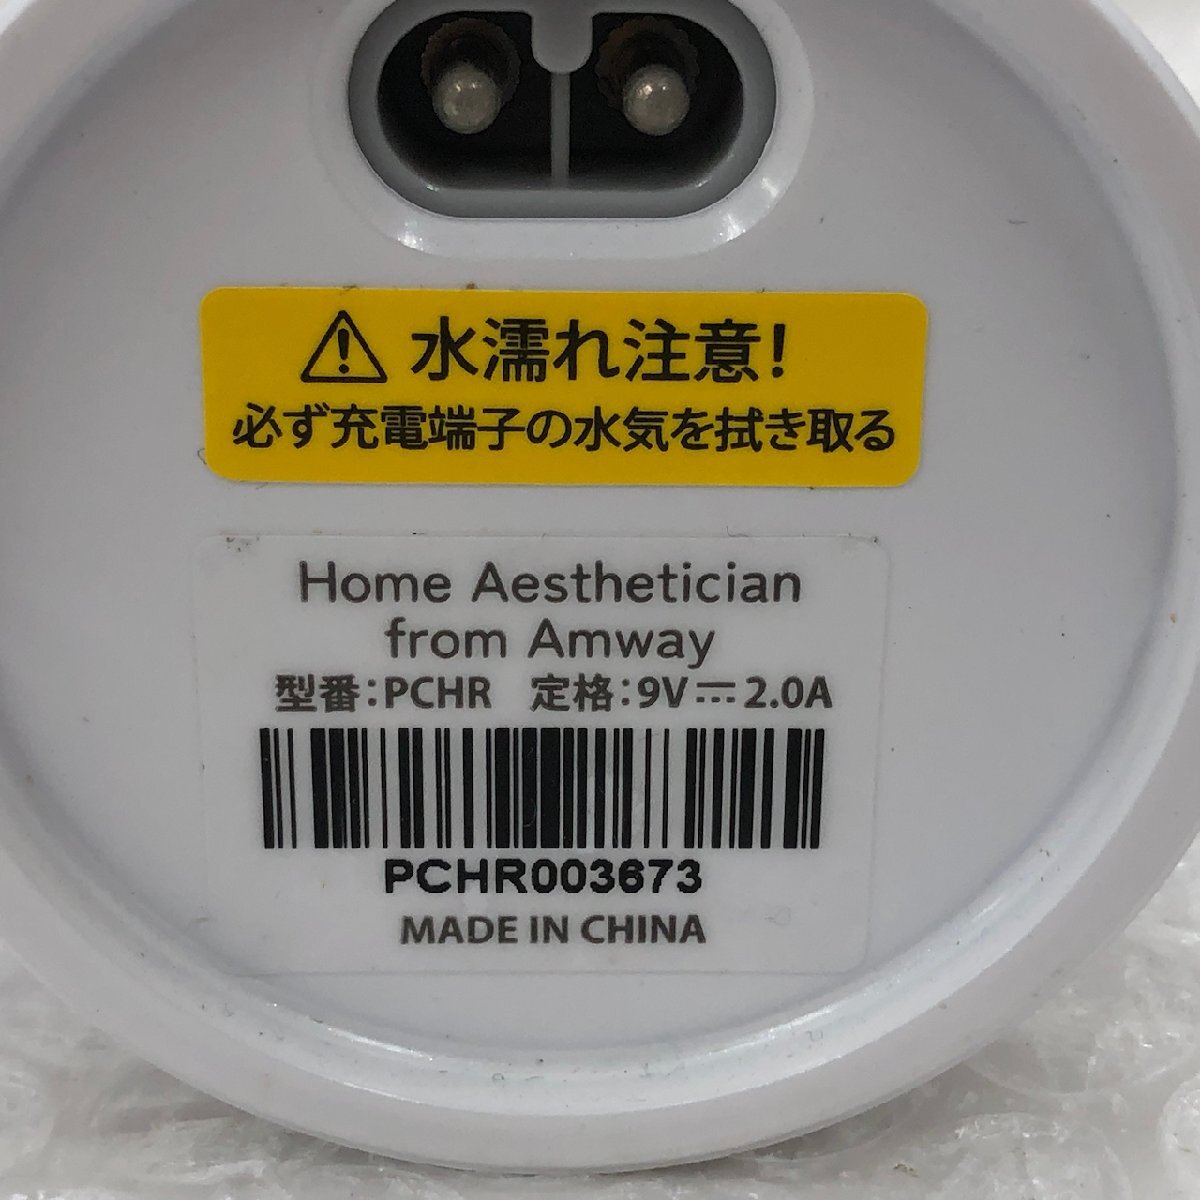 水濡れ注意!
必ず充電端子の水気を拭き取る
Home Aesthetician
from Amway
型番:PCHR 定格:9V⎓2.0A
PCHR003673
MADE IN CHINA